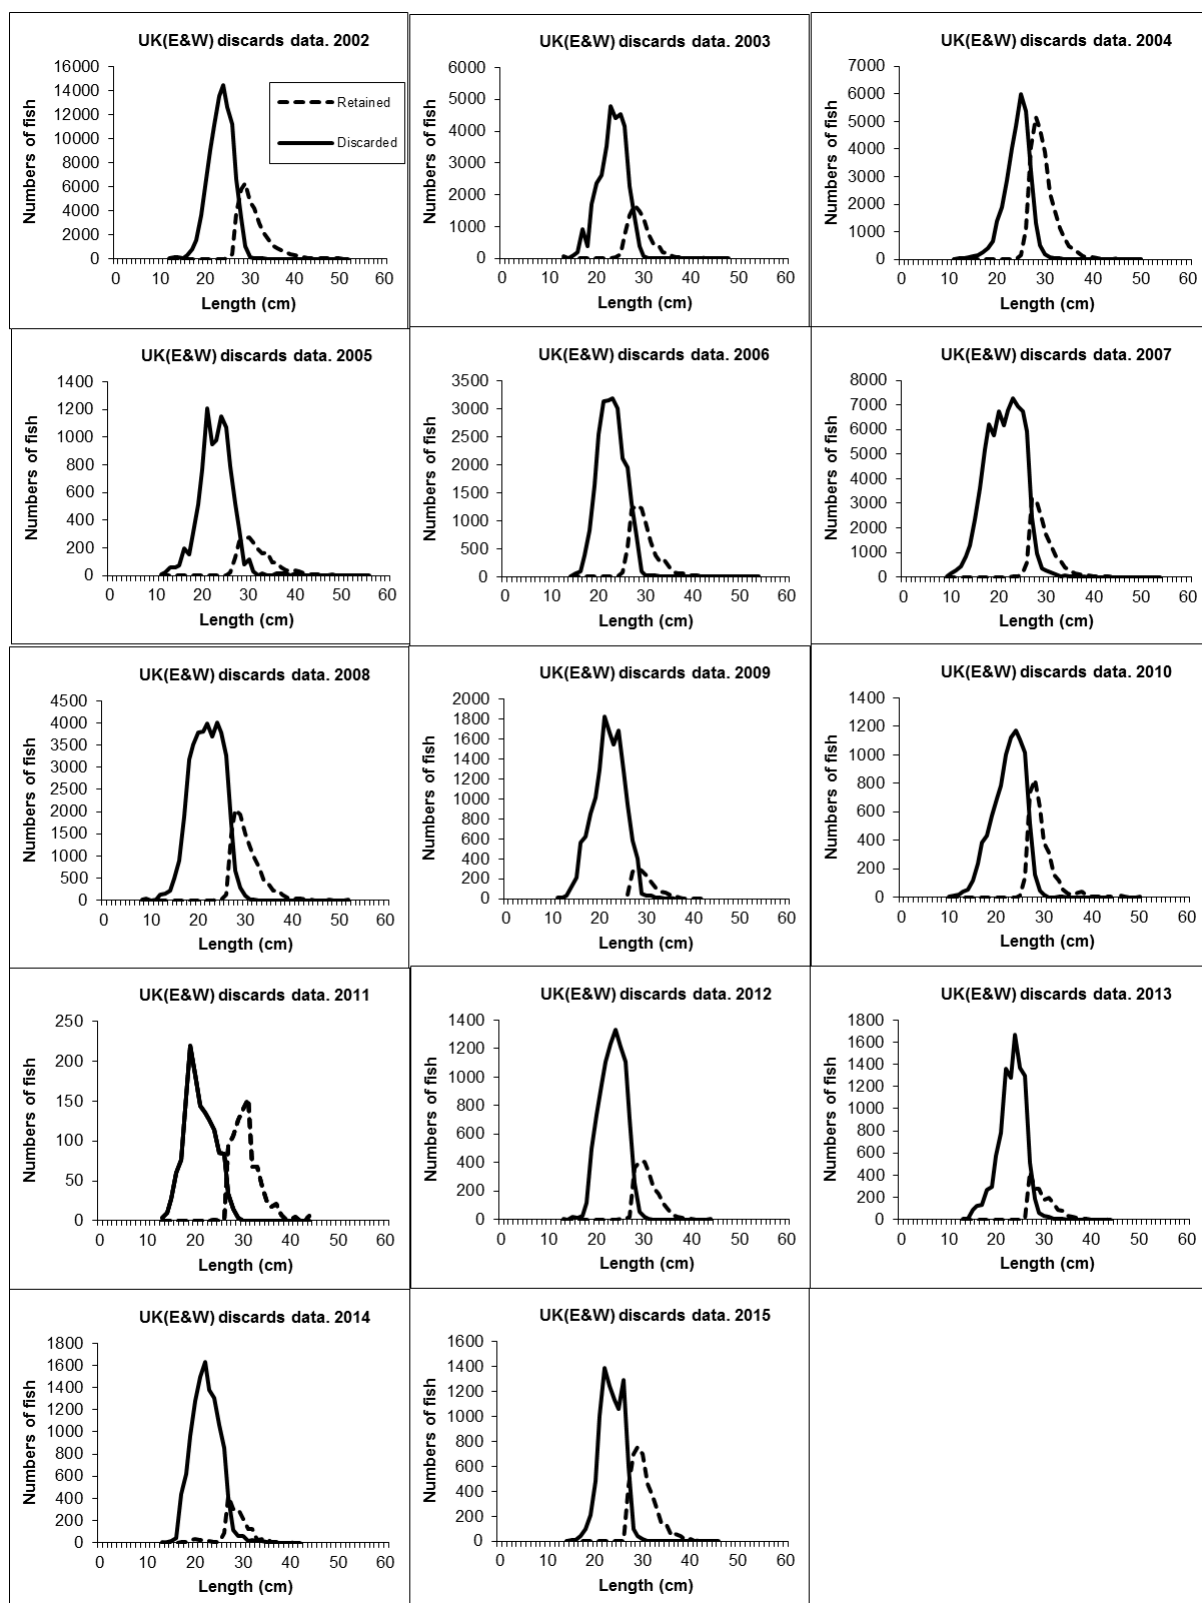 UK(E&W) discards data. 2002
16000
14000
12000
10000
8000
6000
4000
2000
0
Numbers of fish
Retained
Discarded
0 10 20 30 40 50 60
Length (cm)
UK(E&W) discards data. 2003
6000
5000
4000
3000
2000
1000
0
Numbers of fish
0 10 20 30 40 50 60
Length (cm)
UK(E&W) discards data. 2004
7000
6000
5000
4000
3000
2000
1000
0
Numbers of fish
0 10 20 30 40 50 60
Length (cm)
UK(E&W) discards data. 2005
1400
1200
1000
800
600
400
200
0
Numbers of fish
0 10 20 30 40 50 60
Length (cm)
UK(E&W) discards data. 2006
3500
3000
2500
2000
1500
1000
500
0
Numbers of fish
0 10 20 30 40 50 60
Length (cm)
UK(E&W) discards data. 2007
8000
7000
6000
5000
4000
3000
2000
1000
0
Numbers of fish
0 10 20 30 40 50 60
Length (cm)
UK(E&W) discards data. 2008
4500
4000
3500
3000
2500
2000
1500
1000
500
0
Numbers of fish
0 10 20 30 40 50 60
Length (cm)
UK(E&W) discards data. 2009
2000
1800
1600
1400
1200
1000
800
600
400
200
0
Numbers of fish
0 10 20 30 40 50 60
Length (cm)
UK(E&W) discards data. 2010
1400
1200
1000
800
600
400
200
0
Numbers of fish
0 10 20 30 40 50 60
Length (cm)
UK(E&W) discards data. 2011
250
200
150
100
50
0
Numbers of fish
0 10 20 30 40 50 60
Length (cm)
UK(E&W) discards data. 2012
1400
1200
1000
800
600
400
200
0
Numbers of fish
0 10 20 30 40 50 60
Length (cm)
UK(E&W) discards data. 2013
1800
1600
1400
1200
1000
800
600
400
200
0
Numbers of fish
0 10 20 30 40 50 60
Length (cm)
UK(E&W) discards data. 2014
1800
1600
1400
1200
1000
800
600
400
200
0
Numbers of fish
0 10 20 30 40 50 60
Length (cm)
UK(E&W) discards data. 2015
1600
1400
1200
1000
800
600
400
200
0
Numbers of fish
0 10 20 30 40 50 60
Length (cm)